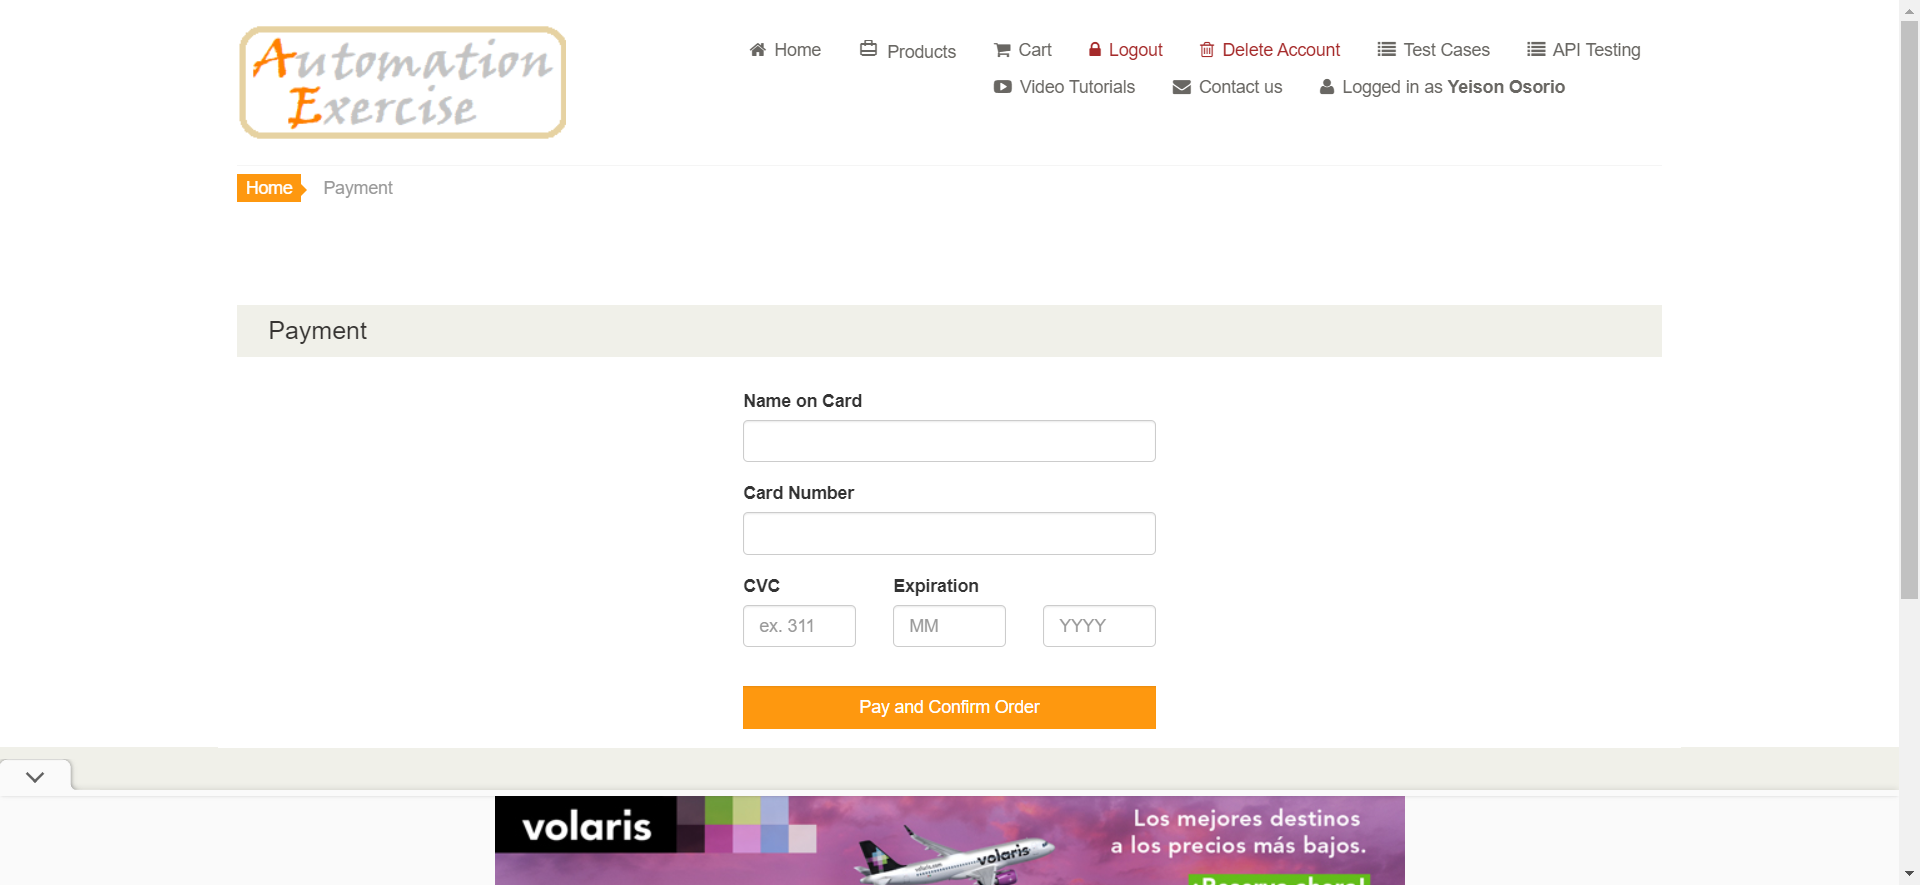 Automation
Exercise
Home
Products
Cart
Logout
Delete Account
Test Cases
API Testing
Video Tutorials
Contact us
Logged in as Yeison Osorio
Home
Payment
Payment
Name on Card
Card Number
CVC
Expiration
ex. 311
MM
YYYY
Pay and Confirm Order
volaris
Los mejores destinos
a los precios más bajos.
volaris
¡Reserva ahora!